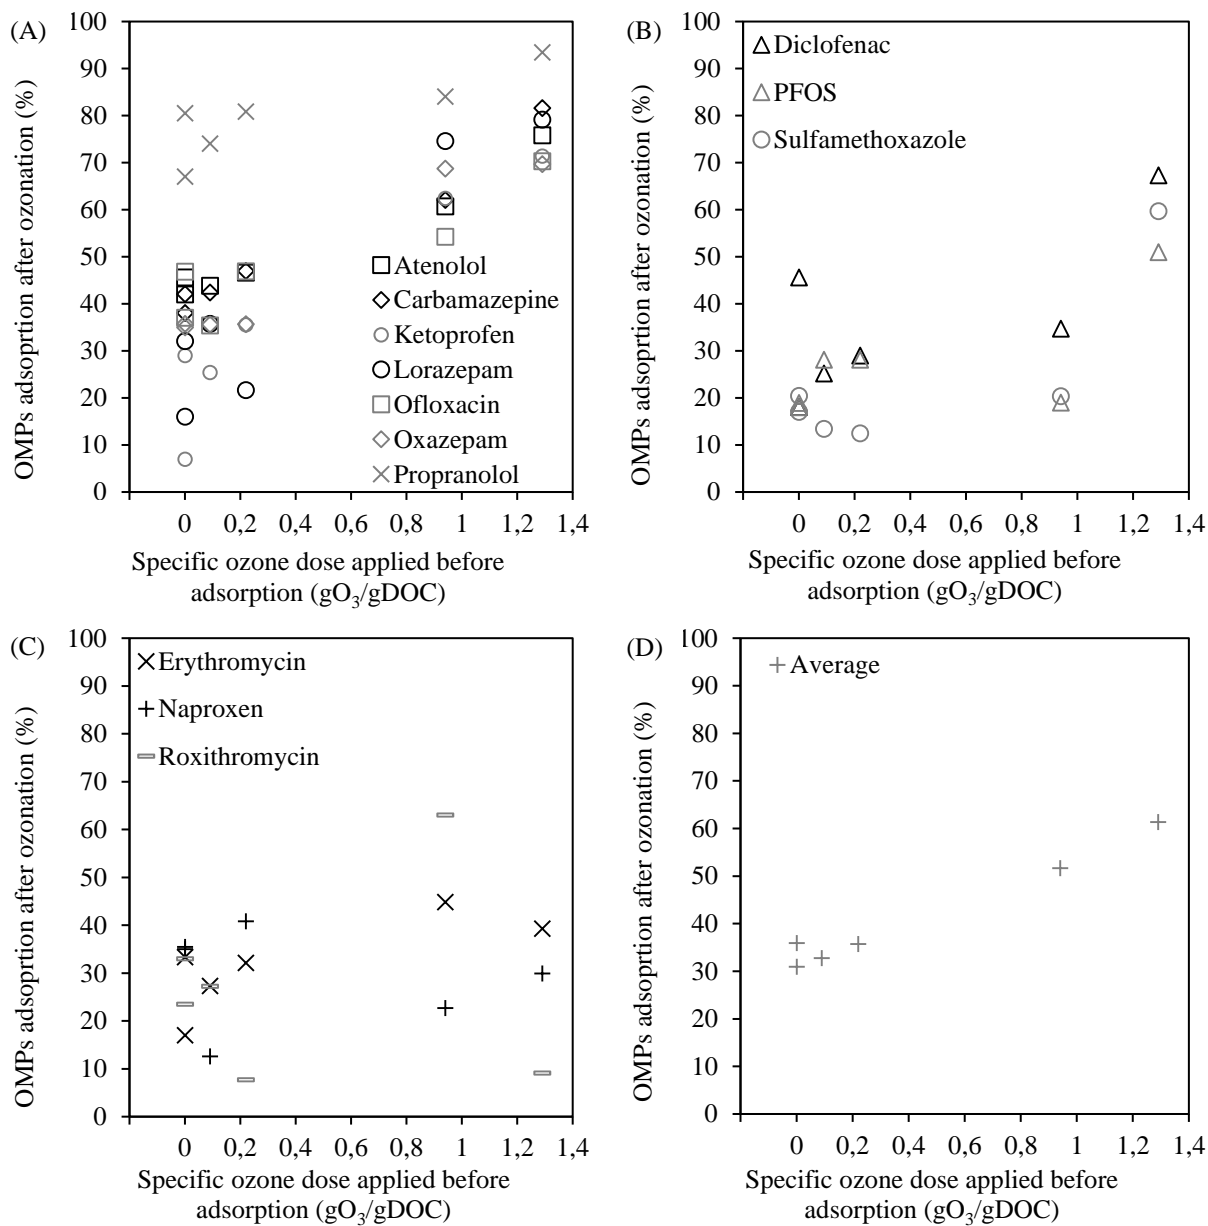 (A)
OMPs adsoprtion after ozonation (%)
100
90
80
70
60
50
40
30
20
10
0
Atenolol
Carbamazepine
Ketoprofen
Lorazepam
Ofloxacin
Oxazepam
Propranolol
0 0,2 0,4 0,6 0,8 1 1,2 1,4
Specific ozone dose applied before
adsorption (gO₃/gDOC)
(B)
OMPs adsoprtion after ozonation (%)
100
90
80
70
60
50
40
30
20
10
0
Diclofenac
PFOS
Sulfamethoxazole
0 0,2 0,4 0,6 0,8 1 1,2 1,4
Specific ozone dose applied before
adsorption (gO₃/gDOC)
(C)
OMPs adsoprtion after ozonation (%)
100
90
80
70
60
50
40
30
20
10
0
Erythromycin
Naproxen
Roxithromycin
0 0,2 0,4 0,6 0,8 1 1,2 1,4
Specific ozone dose applied before
adsorption (gO₃/gDOC)
(D)
OMPs adsoprtion after ozonation (%)
100
90
80
70
60
50
40
30
20
10
0
Average
0 0,2 0,4 0,6 0,8 1 1,2 1,4
Specific ozone dose applied before
adsorption (gO₃/gDOC)